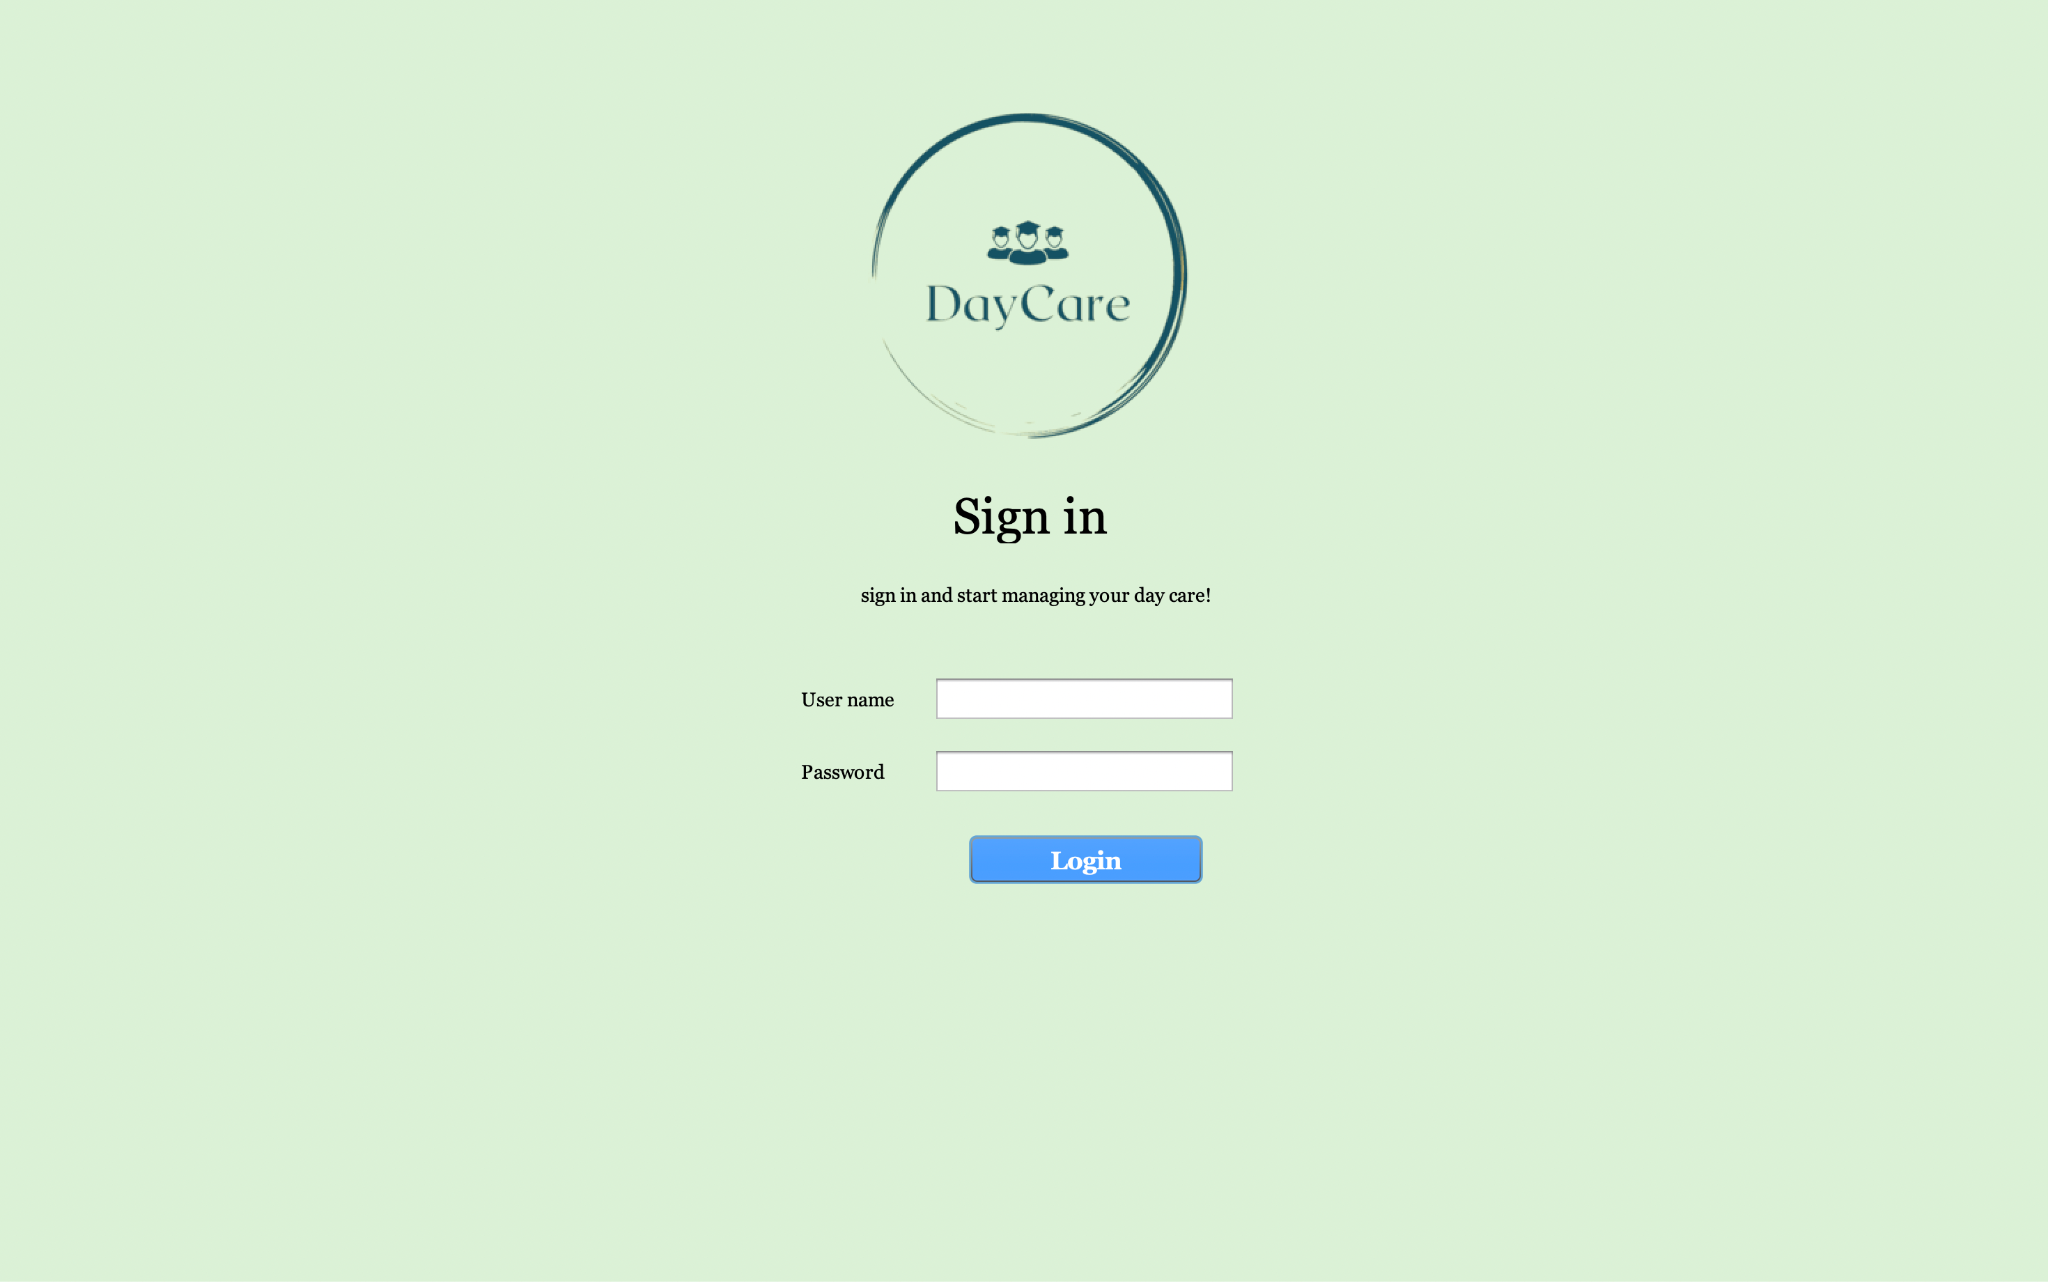 DayCare
Sign in
sign in and start managing your day care!
User name
Password
Login